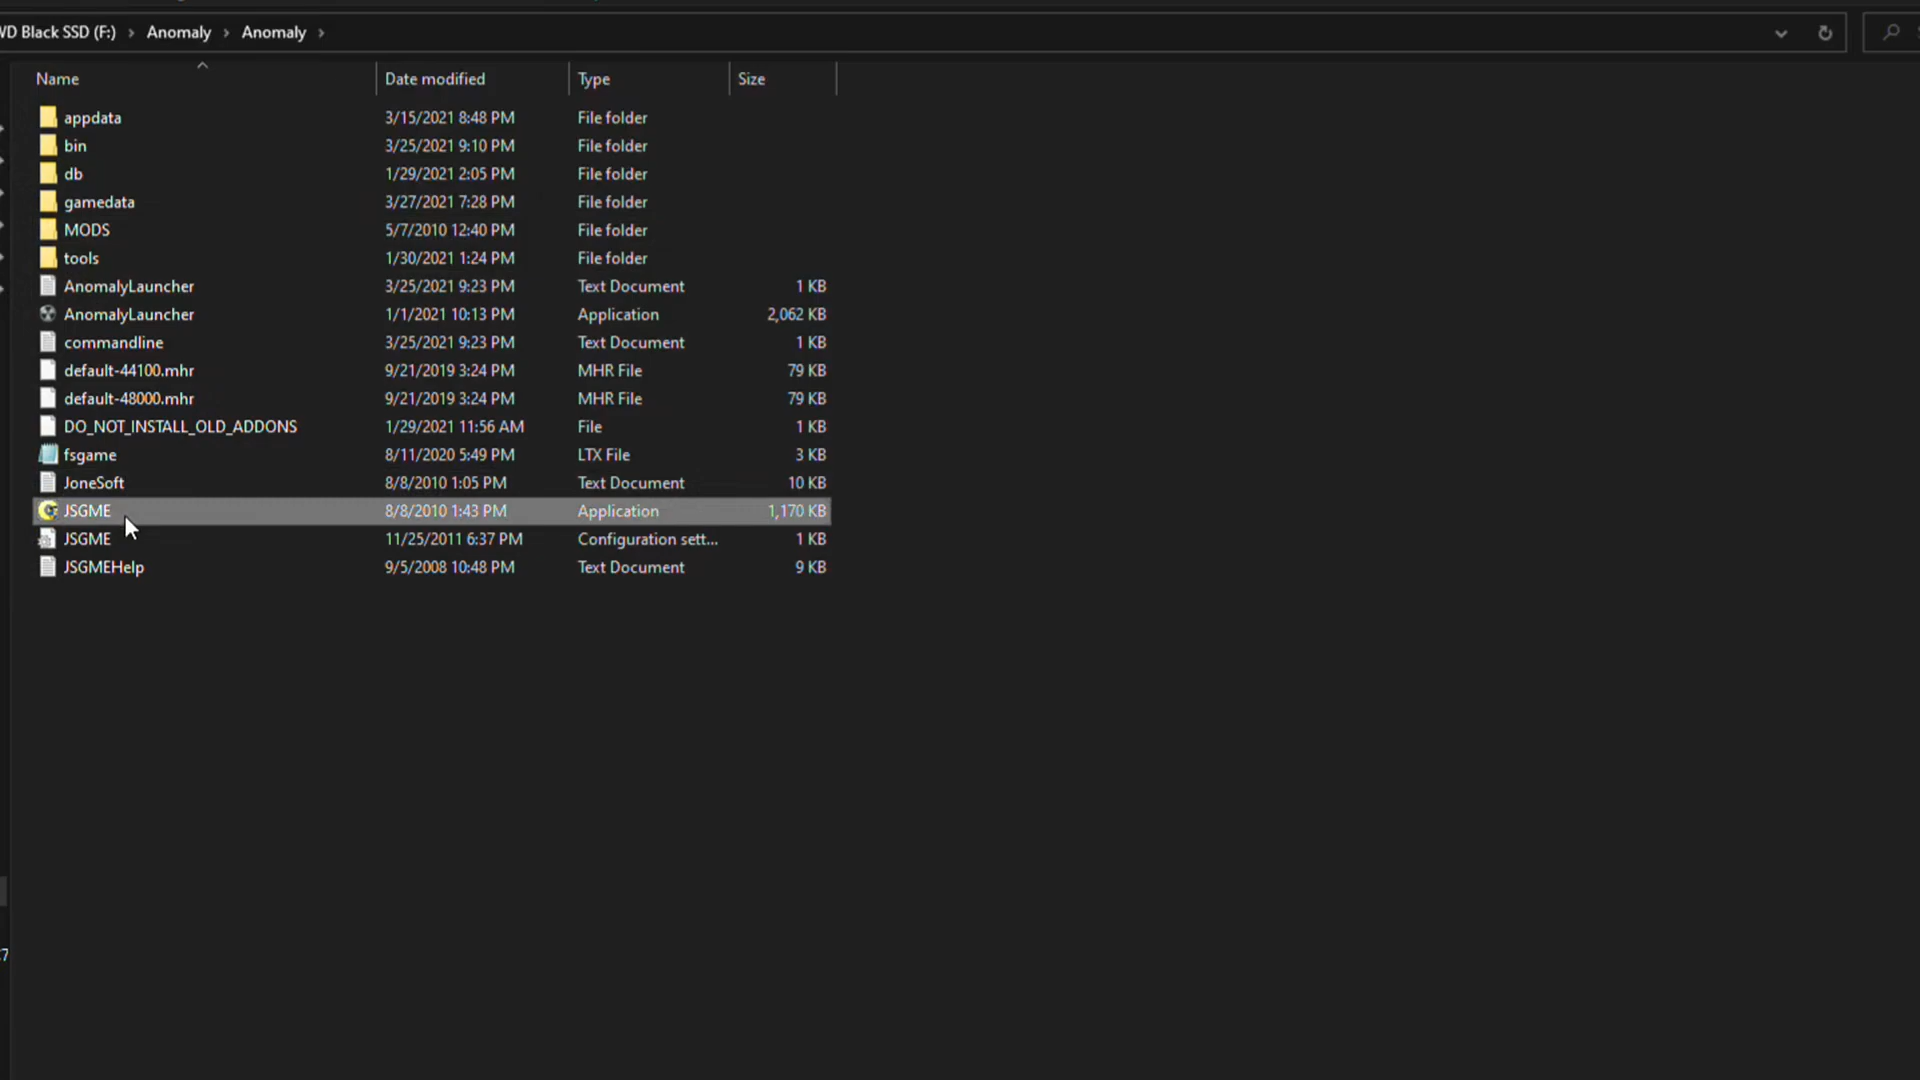 WD Black SSD (F:) › Anomaly › Anomaly ›
Name Date modified Type Size
appdata 3/15/2021 8:48 PM File folder
bin 3/25/2021 9:10 PM File folder
db 1/29/2021 2:05 PM File folder
gamedata 3/27/2021 7:28 PM File folder
MODS 5/7/2010 12:40 PM File folder
tools 1/30/2021 1:24 PM File folder
AnomalyLauncher 3/25/2021 9:23 PM Text Document 1 KB
AnomalyLauncher 1/1/2021 10:13 PM Application 2,062 KB
commandline 3/25/2021 9:23 PM Text Document 1 KB
default-44100.mhr 9/21/2019 3:24 PM MHR File 79 KB
default-48000.mhr 9/21/2019 3:24 PM MHR File 79 KB
DO_NOT_INSTALL_OLD_ADDONS 1/29/2021 11:56 AM File 1 KB
fsgame 8/11/2020 5:49 PM LTX File 3 KB
JoneSoft 8/8/2010 1:05 PM Text Document 10 KB
JSGME 8/8/2010 1:43 PM Application 1,170 KB
JSGME 11/25/2011 6:37 PM Configuration sett... 1 KB
JSGMEHelp 9/5/2008 10:48 PM Text Document 9 KB